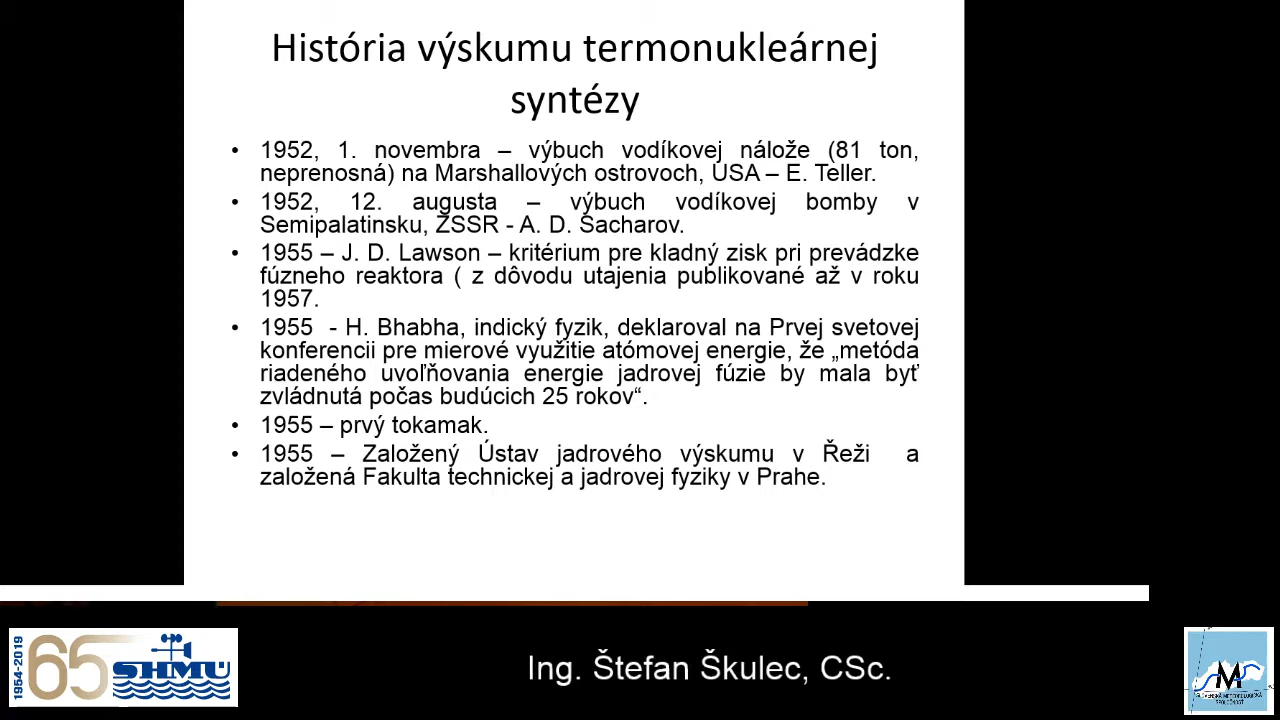 História výskumu termonukleárnej
syntézy
• 1952, 1. novembra – výbuch vodíkovej nálože (81 ton,
neprenosná) na Marshallových ostrovoch, USA – E. Teller.
• 1952, 12. augusta – výbuch vodíkovej bomby v
Semipalatinsku, ZSSR - A. D. Sacharov.
• 1955 – J. D. Lawson – kritérium pre kladný zisk pri prevádzke
fúzneho reaktora ( z dôvodu utajenia publikované až v roku
1957.
• 1955 - H. Bhabha, indický fyzik, deklaroval na Prvej svetovej
konferencii pre mierové využitie atómovej energie, že „metóda
riadeného uvoľňovania energie jadrovej fúzie by mala byť
zvládnutá počas budúcich 25 rokov“.
• 1955 – prvý tokamak.
• 1955 – Založený Ústav jadrového výskumu v Řeži a
založená Fakulta technickej a jadrovej fyziky v Prahe.
1954-2019
65
SHMU
Ing. Štefan Škulec, CSc.
M
SLOVENSKÁ METEOROLOGICKÁ
SPOLOČNOSŤ